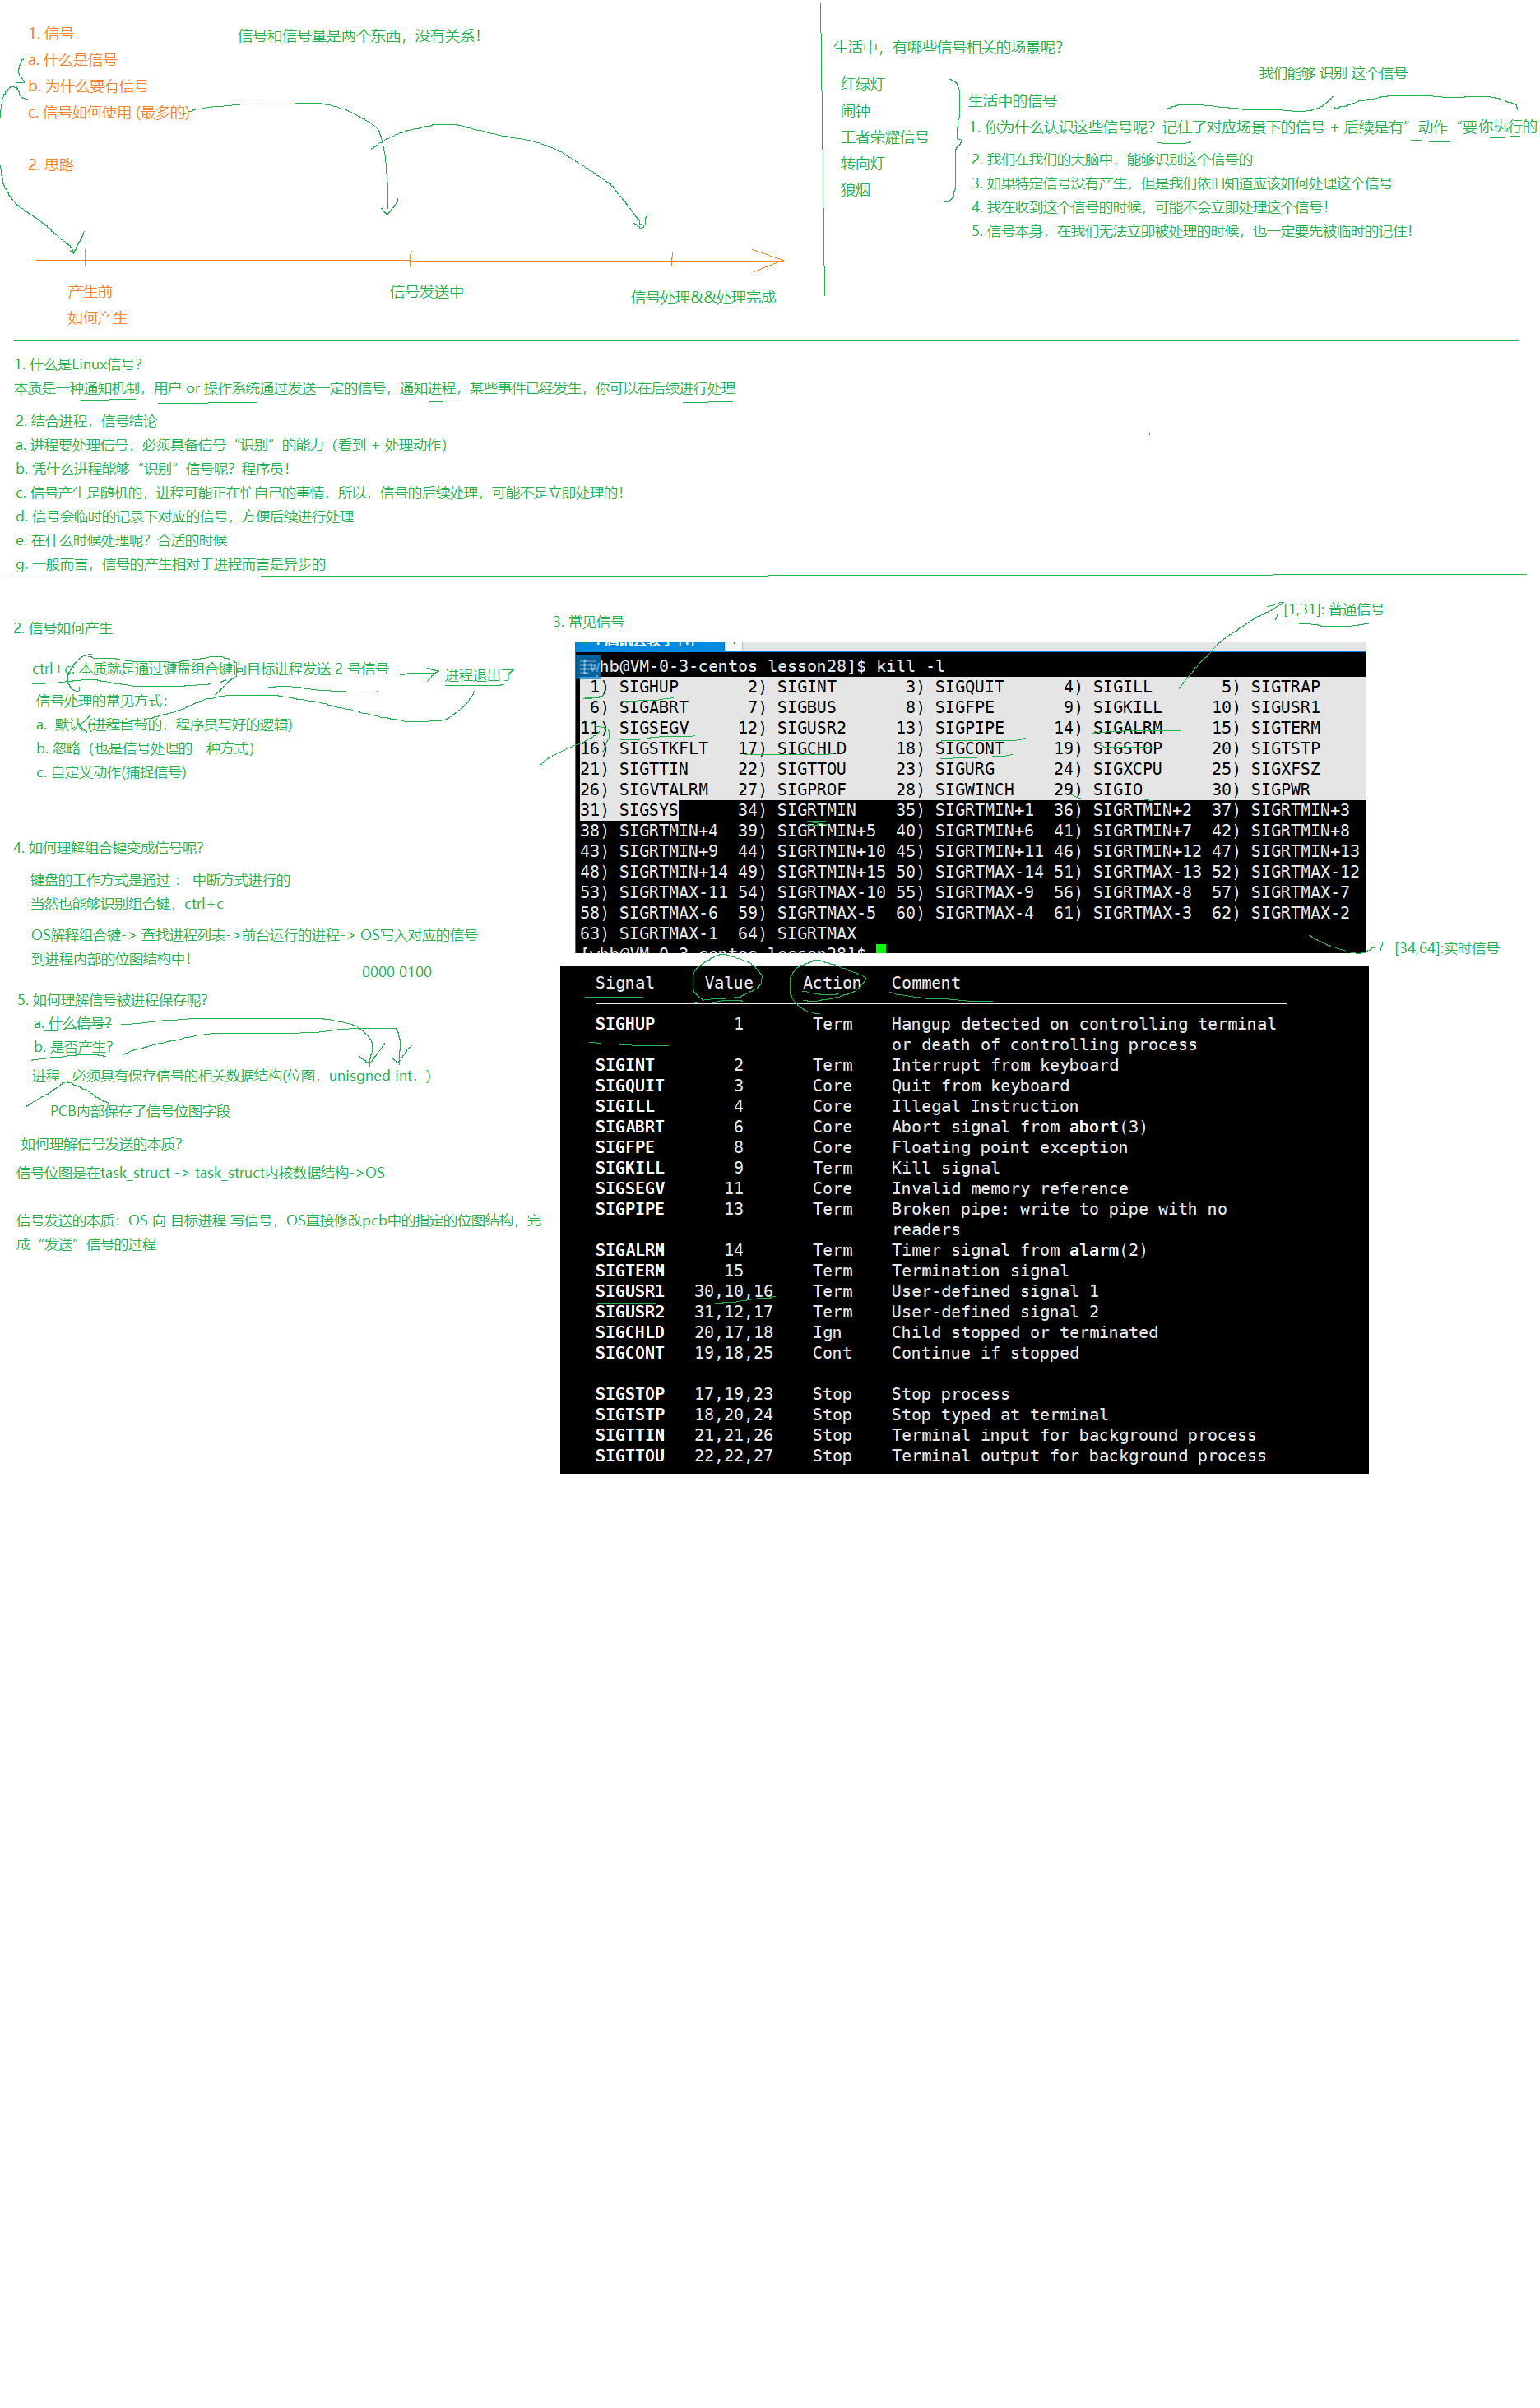 1. 信号
a. 什么是信号
b. 为什么要有信号
c. 信号如何使用 (最多的)
2. 思路
信号和信号量是两个东西，没有关系！
产生前
如何产生
信号发送中
信号处理&&处理完成
生活中，有哪些信号相关的场景呢？
红绿灯
闹钟
王者荣耀信号
转向灯
狼烟
我们能够 识别 这个信号
生活中的信号
1. 你为什么认识这些信号呢？记住了对应场景下的信号 + 后续是有”动作“要你执行的
2. 我们在我们的大脑中，能够识别这个信号的
3. 如果特定信号没有产生，但是我们依旧知道应该如何处理这个信号
4. 我在收到这个信号的时候，可能不会立即处理这个信号！
5. 信号本身，在我们无法立即被处理的时候，也一定要先被临时的记住！
1. 什么是Linux信号？
本质是一种通知机制，用户 or 操作系统通过发送一定的信号，通知进程，某些事件已经发生，你可以在后续进行处理
2. 结合进程，信号结论
a. 进程要处理信号，必须具备信号“识别”的能力（看到 + 处理动作）
b. 凭什么进程能够“识别”信号呢？程序员！
c. 信号产生是随机的，进程可能正在忙自己的事情，所以，信号的后续处理，可能不是立即处理的！
d. 信号会临时的记录下对应的信号，方便后续进行处理
e. 在什么时候处理呢？合适的时候
g. 一般而言，信号的产生相对于进程而言是异步的
2. 信号如何产生
ctrl+c: 本质就是通过键盘组合键向目标进程发送 2 号信号
进程退出了
信号处理的常见方式：
a. 默认 (进程自带的，程序员写好的逻辑)
b. 忽略（也是信号处理的一种方式）
c. 自定义动作(捕捉信号)
3. 常见信号
[1,31]: 普通信号
[whb@VM-0-3-centos lesson28]$ kill -l
1) SIGHUP 2) SIGINT 3) SIGQUIT 4) SIGILL 5) SIGTRAP
6) SIGABRT 7) SIGBUS 8) SIGFPE 9) SIGKILL 10) SIGUSR1
11) SIGSEGV 12) SIGUSR2 13) SIGPIPE 14) SIGALRM 15) SIGTERM
16) SIGSTKFLT 17) SIGCHLD 18) SIGCONT 19) SIGSTOP 20) SIGTSTP
21) SIGTTIN 22) SIGTTOU 23) SIGURG 24) SIGXCPU 25) SIGXFSZ
26) SIGVTALRM 27) SIGPROF 28) SIGWINCH 29) SIGIO 30) SIGPWR
31) SIGSYS 34) SIGRTMIN 35) SIGRTMIN+1 36) SIGRTMIN+2 37) SIGRTMIN+3
38) SIGRTMIN+4 39) SIGRTMIN+5 40) SIGRTMIN+6 41) SIGRTMIN+7 42) SIGRTMIN+8
43) SIGRTMIN+9 44) SIGRTMIN+10 45) SIGRTMIN+11 46) SIGRTMIN+12 47) SIGRTMIN+13
48) SIGRTMIN+14 49) SIGRTMIN+15 50) SIGRTMAX-14 51) SIGRTMAX-13 52) SIGRTMAX-12
53) SIGRTMAX-11 54) SIGRTMAX-10 55) SIGRTMAX-9 56) SIGRTMAX-8 57) SIGRTMAX-7
58) SIGRTMAX-6 59) SIGRTMAX-5 60) SIGRTMAX-4 61) SIGRTMAX-3 62) SIGRTMAX-2
63) SIGRTMAX-1 64) SIGRTMAX
[whb@VM-0-3-centos lesson28]$
[34,64]:实时信号
4. 如何理解组合键变成信号呢？
键盘的工作方式是通过： 中断方式进行的
当然也能够识别组合键，ctrl+c
OS解释组合键-> 查找进程列表->前台运行的进程-> OS写入对应的信号
到进程内部的位图结构中！
0000 0100
5. 如何理解信号被进程保存呢？
a. 什么信号？
b. 是否产生？
进程，必须具有保存信号的相关数据结构(位图，unisgned int，)
PCB内部保存了信号位图字段
如何理解信号发送的本质？
信号位图是在task_struct -> task_struct内核数据结构->OS
信号发送的本质：OS 向 目标进程 写信号，OS直接修改pcb中的指定的位图结构，完
成“发送”信号的过程
Signal Value Action Comment
SIGHUP 1 Term Hangup detected on controlling terminal
or death of controlling process
SIGINT 2 Term Interrupt from keyboard
SIGQUIT 3 Core Quit from keyboard
SIGILL 4 Core Illegal Instruction
SIGABRT 6 Core Abort signal from abort(3)
SIGFPE 8 Core Floating point exception
SIGKILL 9 Term Kill signal
SIGSEGV 11 Core Invalid memory reference
SIGPIPE 13 Term Broken pipe: write to pipe with no
readers
SIGALRM 14 Term Timer signal from alarm(2)
SIGTERM 15 Term Termination signal
SIGUSR1 30,10,16 Term User-defined signal 1
SIGUSR2 31,12,17 Term User-defined signal 2
SIGCHLD 20,17,18 Ign Child stopped or terminated
SIGCONT 19,18,25 Cont Continue if stopped
SIGSTOP 17,19,23 Stop Stop process
SIGTSTP 18,20,24 Stop Stop typed at terminal
SIGTTIN 21,21,26 Stop Terminal input for background process
SIGTTOU 22,22,27 Stop Terminal output for background process